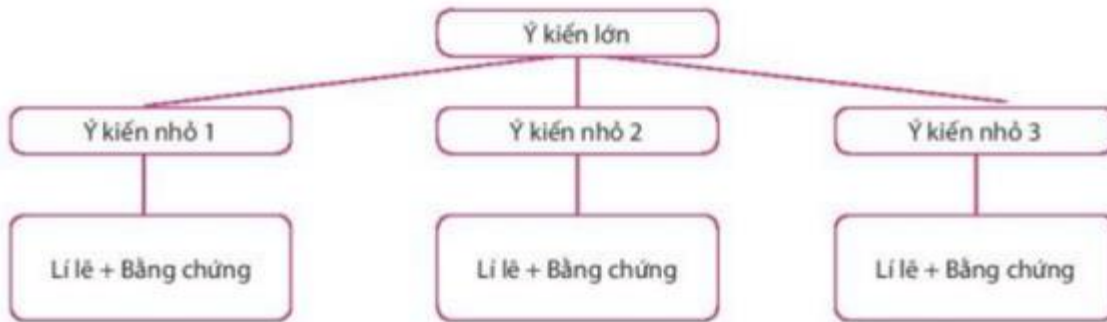 Ý kiến lớn
Ý kiến nhỏ 1
Ý kiến nhỏ 2
Ý kiến nhỏ 3
Lí lẽ + Bằng chứng
Lí lẽ + Bằng chứng
Lí lẽ + Bằng chứng